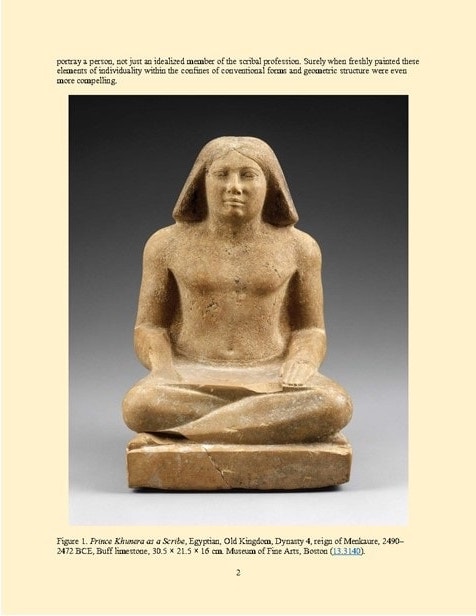 portray a person, not just an idealized member of the scribal profession. Surely when freshly painted these
elements of individuality within the confines of conventional forms and geometric structure were even
more compelling.
Figure 1. Prince Khunera as a Scribe, Egyptian, Old Kingdom, Dynasty 4, reign of Menkaure, 2490–
2472 BCE, Buff limestone, 30.5 × 21.5 × 16 cm. Museum of Fine Arts, Boston (13.3140).
2